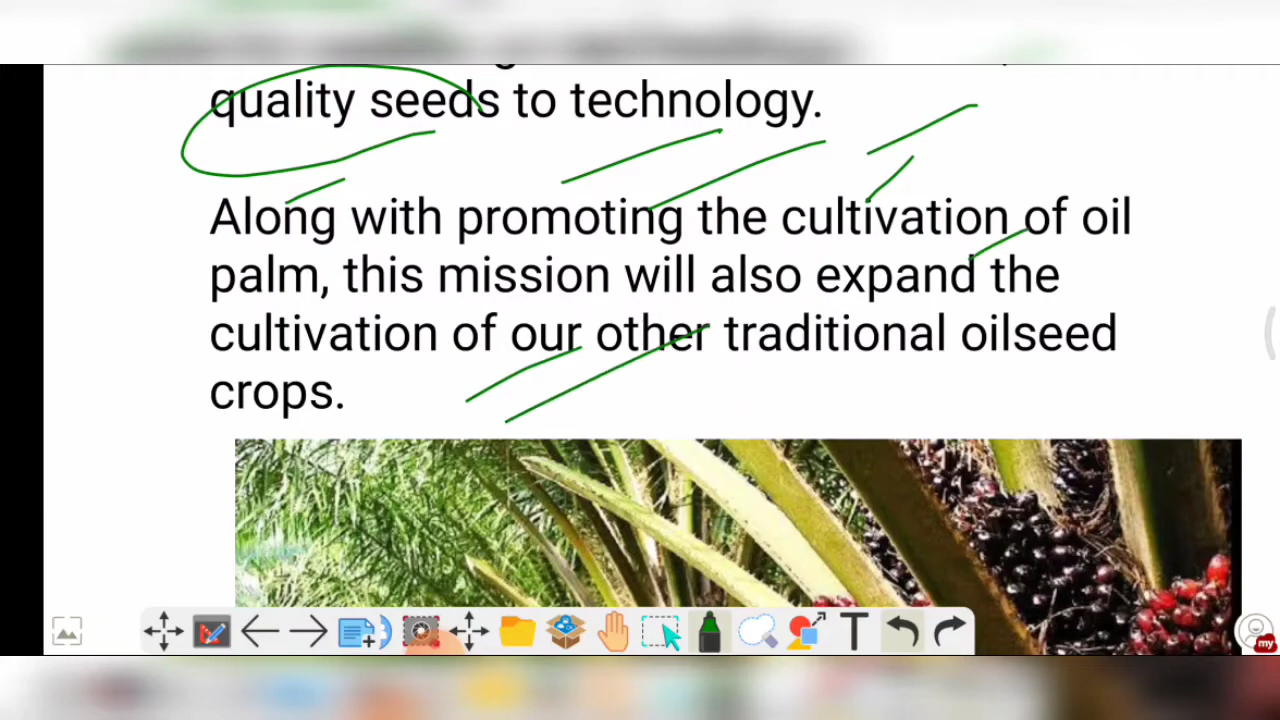 quality seeds to technology.
Along with promoting the cultivation of oil
palm, this mission will also expand the
cultivation of our other traditional oilseed
crops.
T
my